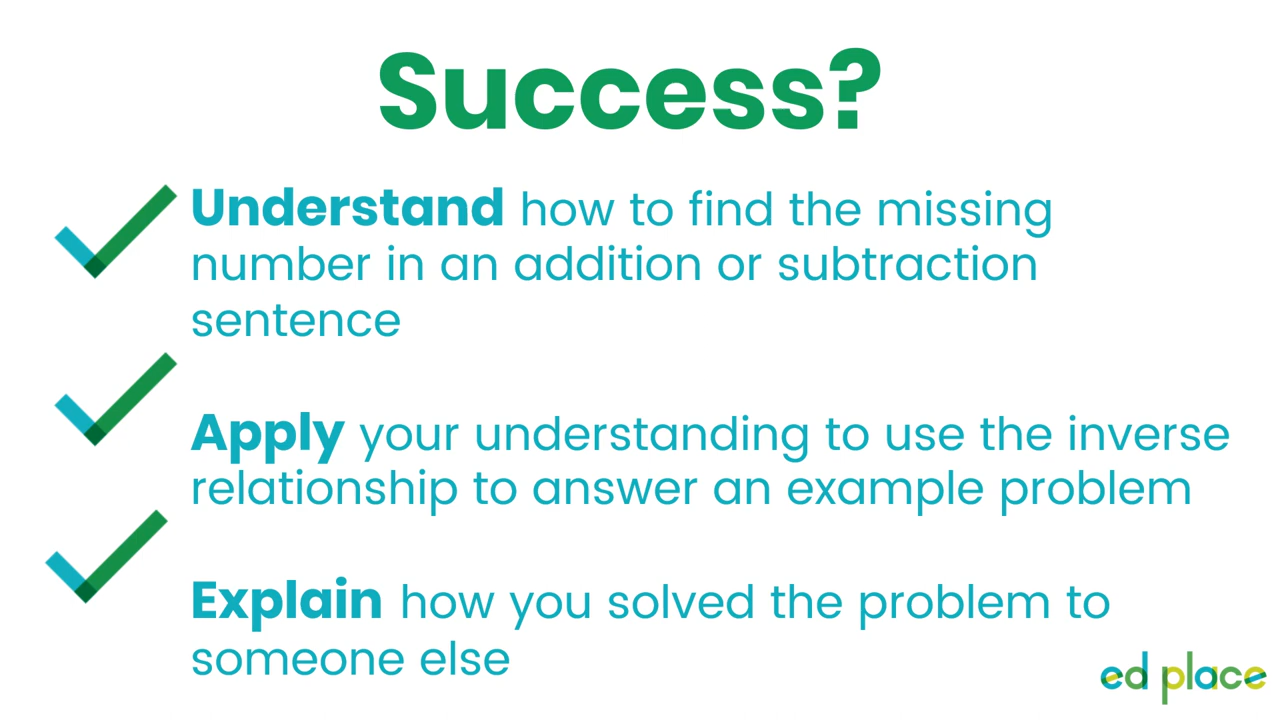 Success?
Understand how to find the missing
number in an addition or subtraction
sentence
Apply your understanding to use the inverse
relationship to answer an example problem
Explain how you solved the problem to
someone else
ed place